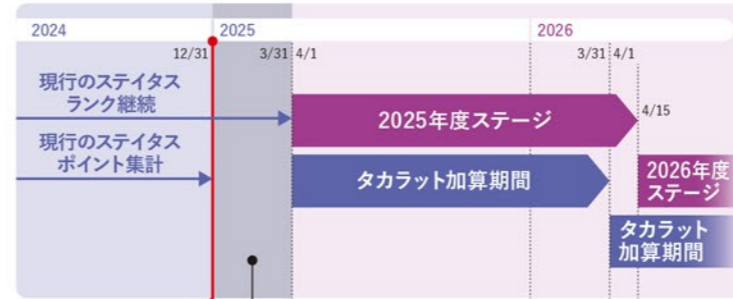 2024
2025
2026
12/31
3/31
4/1
3/31
4/1
現行のステイタス
ランク継続
2025年度ステージ
4/15
現行のステイタス
ポイント集計
タカラット加算期間
2026年度
ステージ
タカラット
加算期間